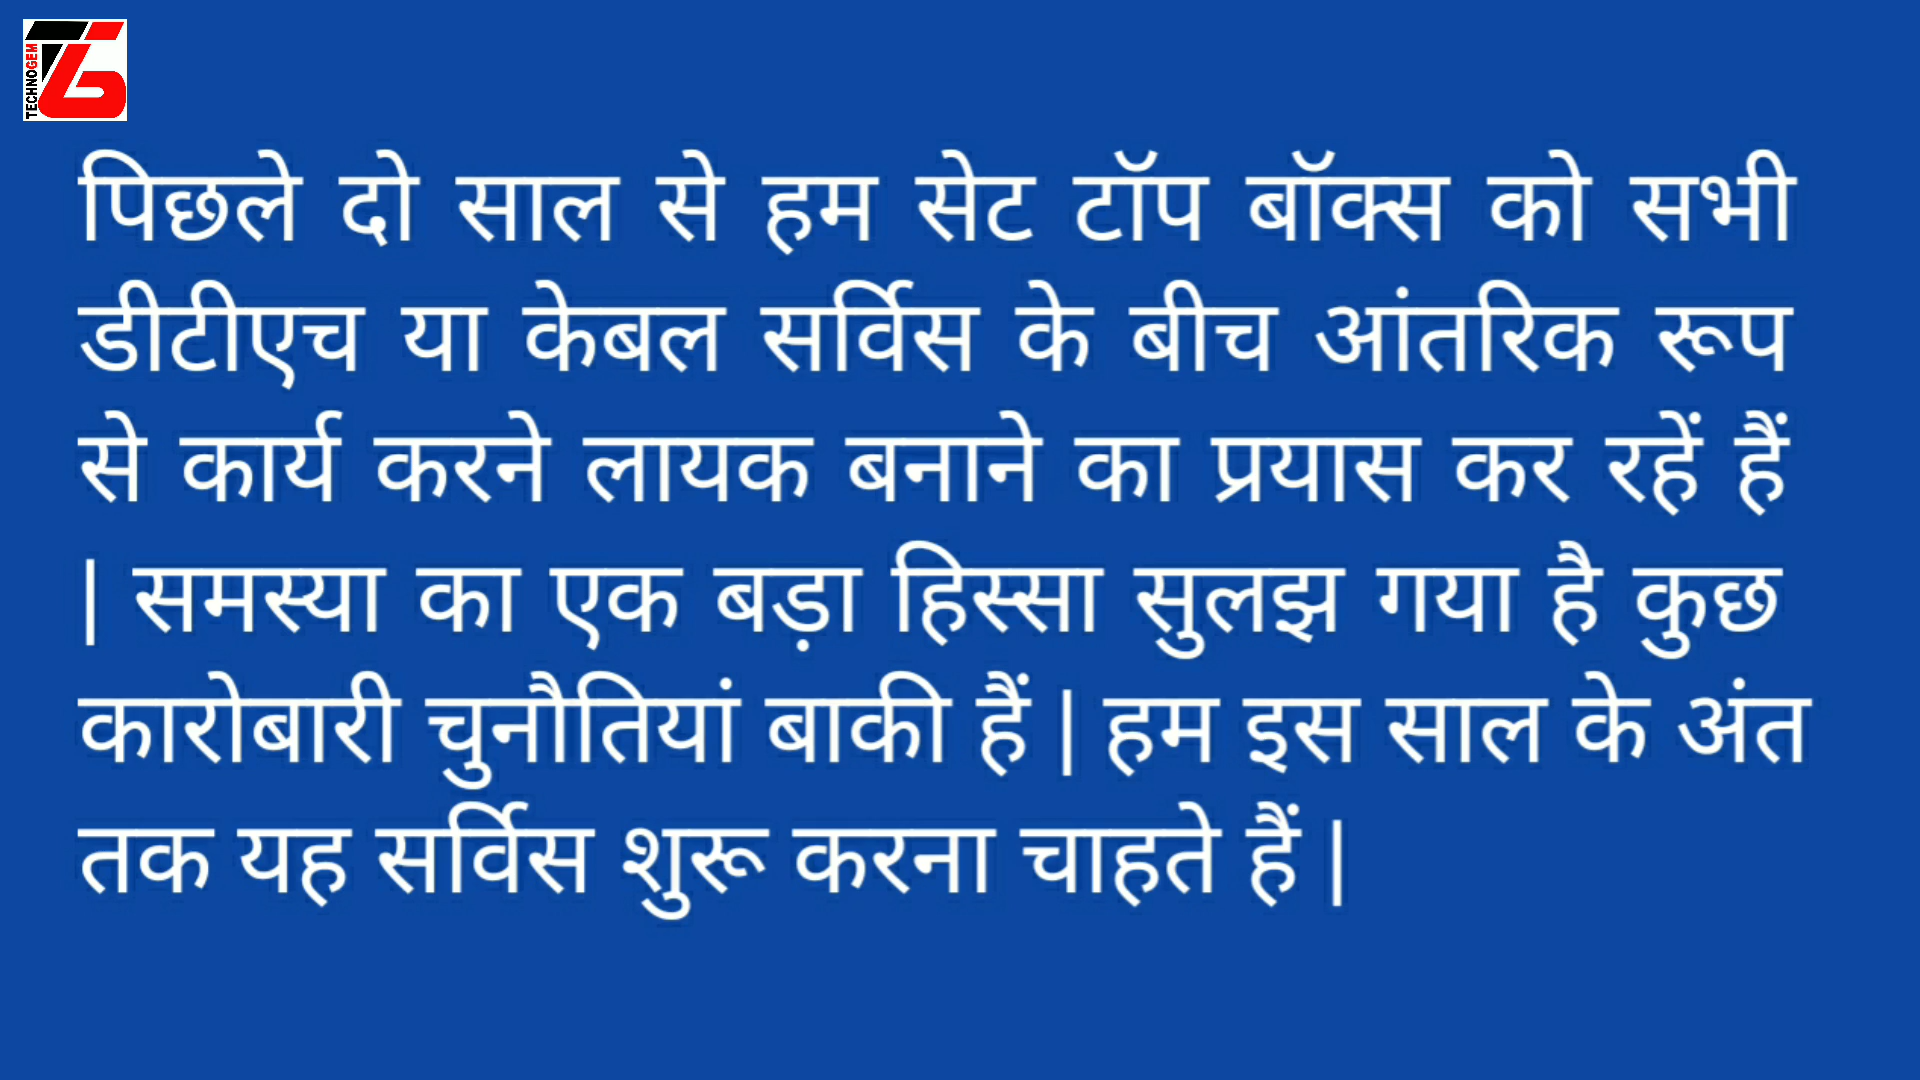 TECHNOGEM
पिछले दो साल से हम सेट टॉप बॉक्स को सभी
डीटीएच या केबल सर्विस के बीच आंतरिक रूप
से कार्य करने लायक बनाने का प्रयास कर रहें हैं
| समस्या का एक बड़ा हिस्सा सुलझ गया है कुछ
कारोबारी चुनौतियां बाकी हैं | हम इस साल के अंत
तक यह सर्विस शुरू करना चाहते हैं |